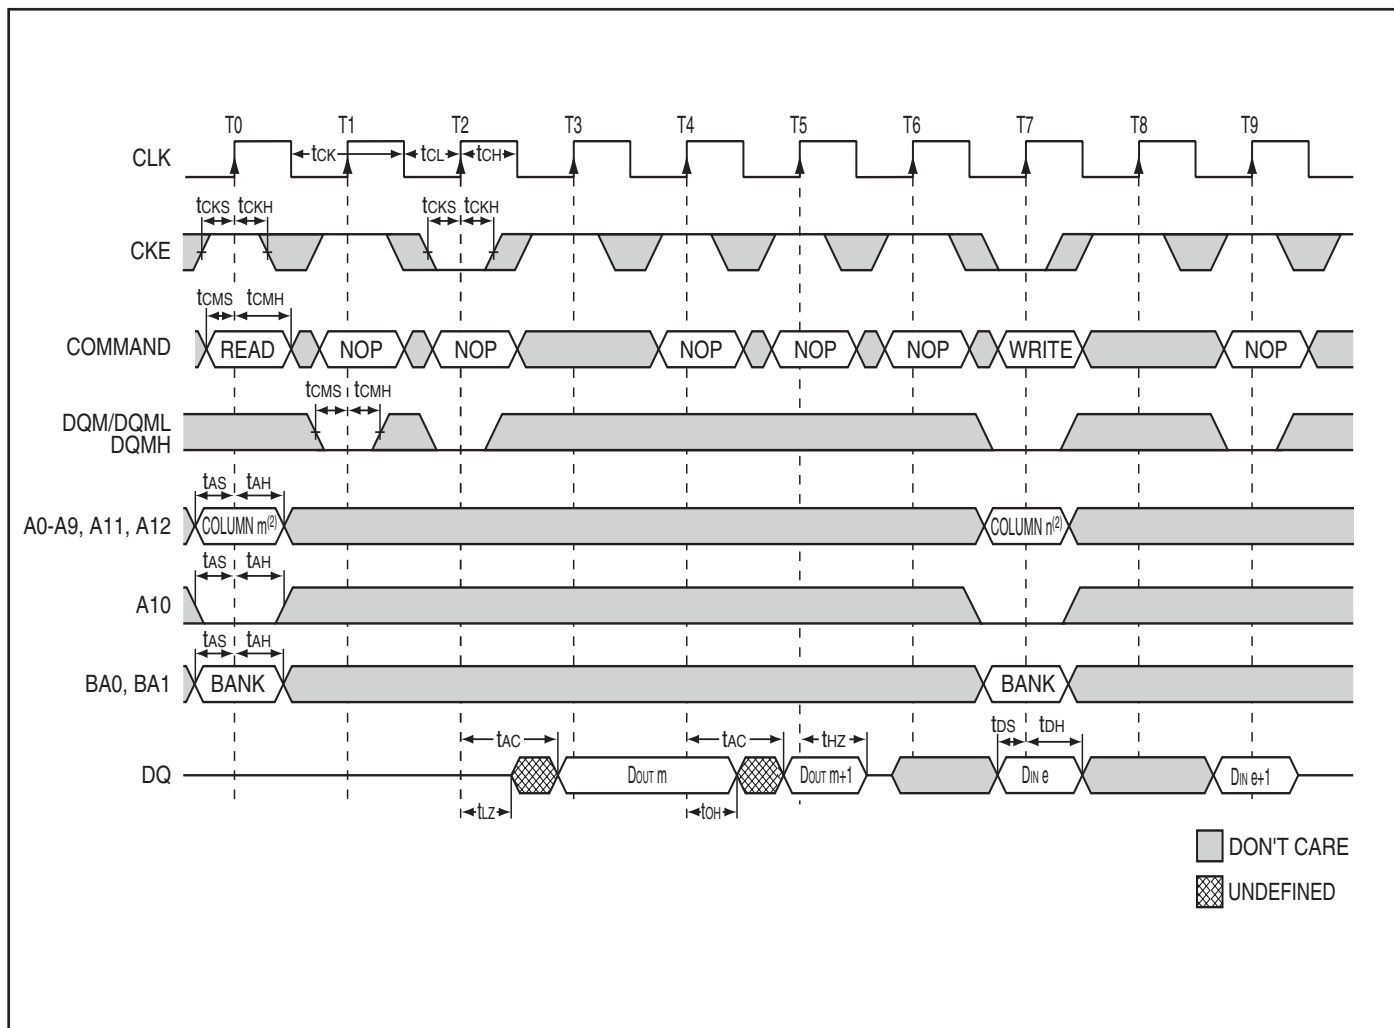 T0 T1 T2 T3 T4 T5 T6 T7 T8 T9
CLK tCK tCL tCH
tCKS tCKH tCKS tCKH
CKE
tCMS tCMH
COMMAND READ NOP NOP NOP NOP NOP WRITE NOP
tCMS tCMH
DQM/DQML
DQMH
tAS tAH
A0-A9, A11, A12 COLUMN m(2) COLUMN n(2)
tAS tAH
A10
tAS tAH
BA0, BA1 BANK BANK
tAC tAC tHZ tDS tDH
DQ DOUT m DOUT m+1 DIN e DIN e+1
tLZ tOH
DON'T CARE
UNDEFINED